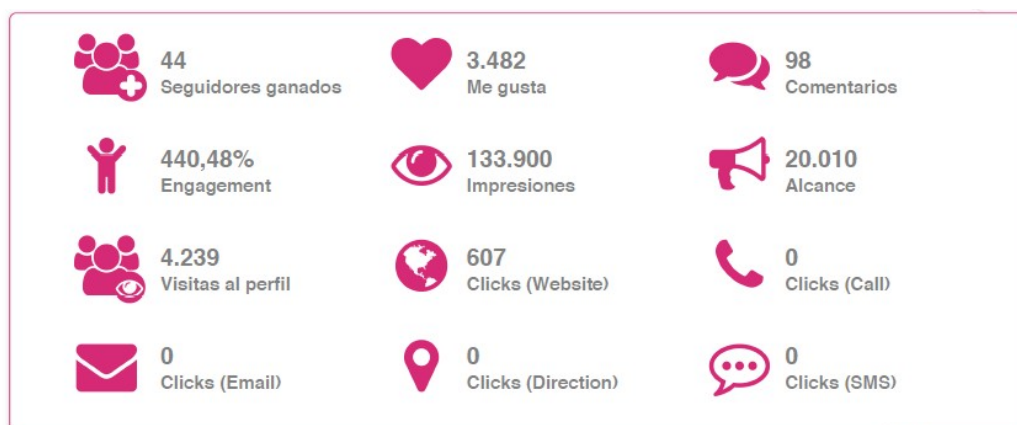 44
Seguidores ganados
3.482
Me gusta
98
Comentarios
440,48%
Engagement
133.900
Impresiones
20.010
Alcance
4.239
Visitas al perfil
607
Clicks (Website)
0
Clicks (Call)
0
Clicks (Email)
0
Clicks (Direction)
0
Clicks (SMS)